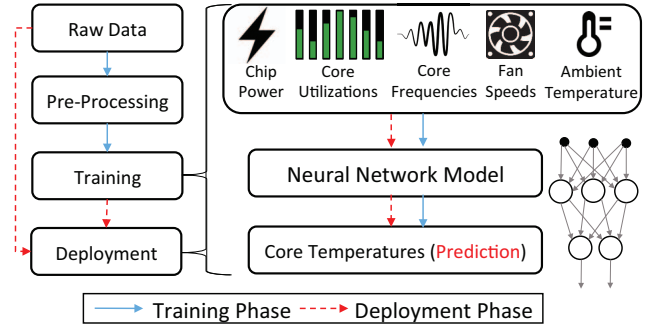 Raw Data
Pre-Processing
Training
Deployment
Chip
Power
Core
Utilizations
Core
Frequencies
Fan
Speeds
Ambient
Temperature
Neural Network Model
Core Temperatures (Prediction)
Training Phase
Deployment Phase